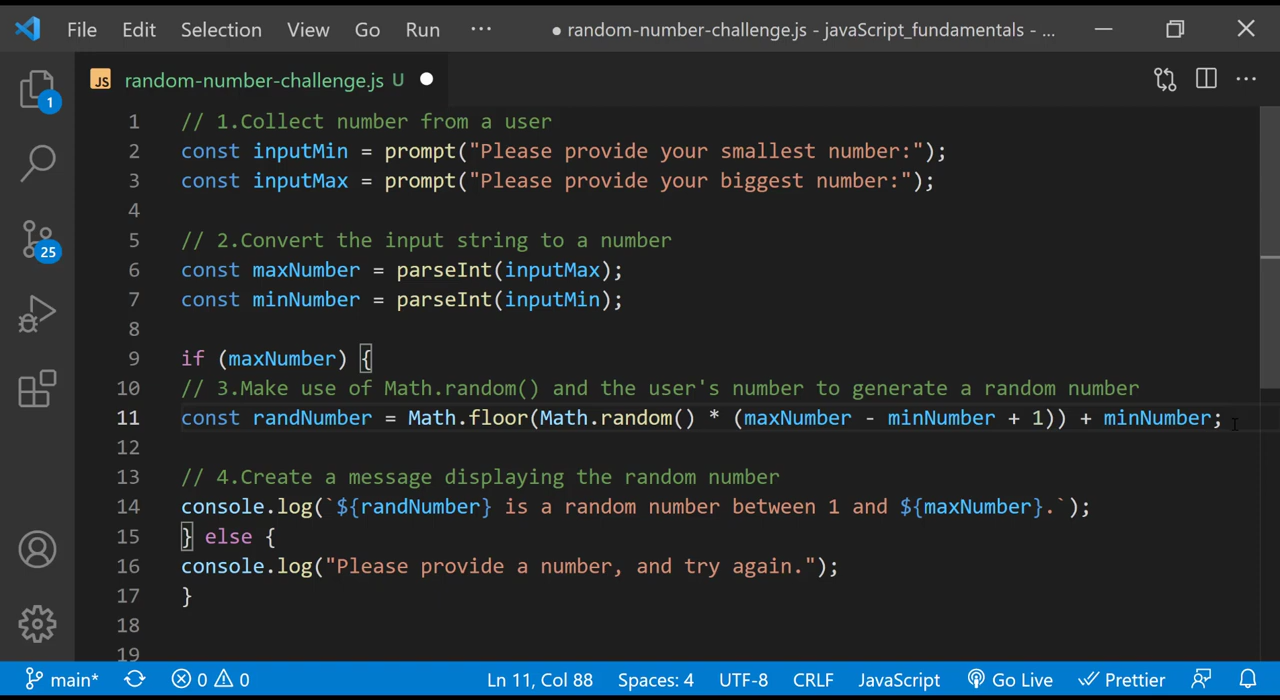 File Edit Selection View Go Run ··· ● random-number-challenge.js - javaScript_fundamentals - ...
JS random-number-challenge.js U
1 // 1.Collect number from a user
2 const inputMin = prompt("Please provide your smallest number:");
3 const inputMax = prompt("Please provide your biggest number:");
4
5 // 2.Convert the input string to a number
6 const maxNumber = parseInt(inputMax);
7 const minNumber = parseInt(inputMin);
8
9 if (maxNumber) {
10 // 3.Make use of Math.random() and the user's number to generate a random number
11 const randNumber = Math.floor(Math.random() * (maxNumber - minNumber + 1)) + minNumber;
12
13 // 4.Create a message displaying the random number
14 console.log(`${randNumber} is a random number between 1 and ${maxNumber}.`);
15 } else {
16 console.log("Please provide a number, and try again.");
17 }
18
19
1
25
main* 0 0 Ln 11, Col 88 Spaces: 4 UTF-8 CRLF JavaScript Go Live Prettier